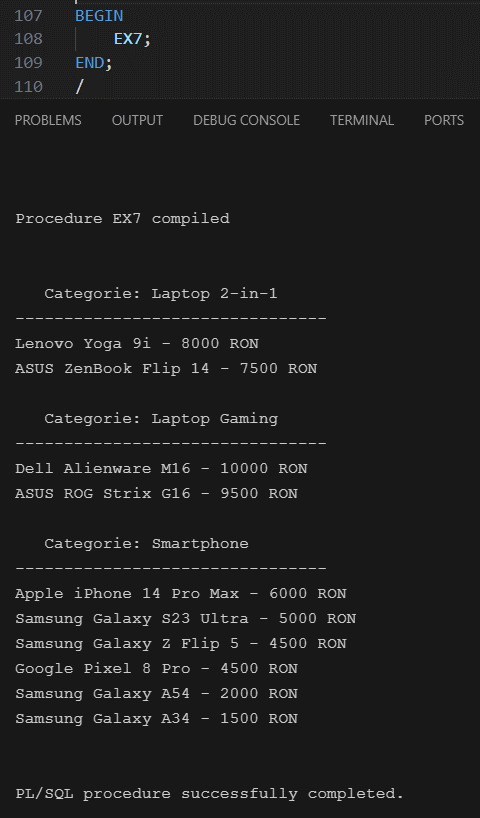 107 BEGIN
108 EX7;
109 END;
110 /
PROBLEMS OUTPUT DEBUG CONSOLE TERMINAL PORTS
Procedure EX7 compiled
Categorie: Laptop 2-in-1
--------------------------------
Lenovo Yoga 9i - 8000 RON
ASUS ZenBook Flip 14 - 7500 RON
Categorie: Laptop Gaming
--------------------------------
Dell Alienware M16 - 10000 RON
ASUS ROG Strix G16 - 9500 RON
Categorie: Smartphone
--------------------------------
Apple iPhone 14 Pro Max - 6000 RON
Samsung Galaxy S23 Ultra - 5000 RON
Samsung Galaxy Z Flip 5 - 4500 RON
Google Pixel 8 Pro - 4500 RON
Samsung Galaxy A54 - 2000 RON
Samsung Galaxy A34 - 1500 RON
PL/SQL procedure successfully completed.